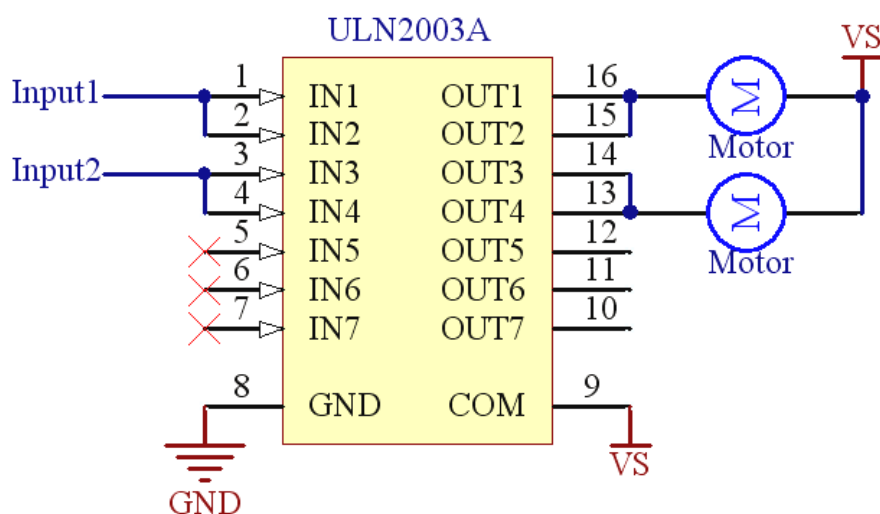 ULN2003A
VS
1 16
Input1 IN1 OUT1 M
2 15
IN2 OUT2
3 14 Motor
Input2 IN3 OUT3
4 13
IN4 OUT4 M
5 12
IN5 OUT5 Motor
6 11
IN6 OUT6
7 10
IN7 OUT7
8 9
GND COM
VS
GND